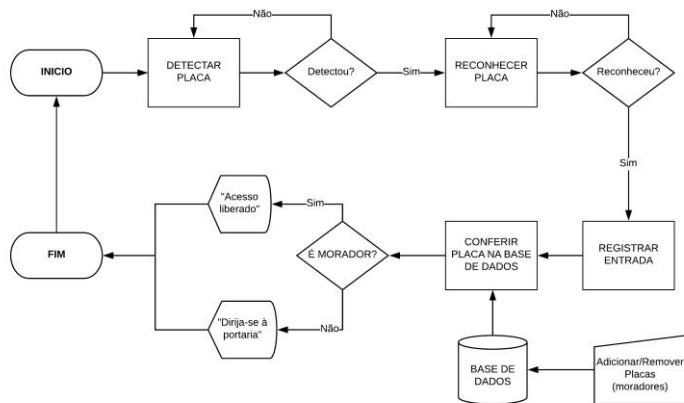 Não
Não
INICIO
DETECTAR
PLACA
Detectou?
Sim
RECONHECER
PLACA
Reconheceu?
Sim
"Acesso
liberado"
Sim
FIM
É MORADOR?
CONFERIR
PLACA NA BASE
DE DADOS
REGISTRAR
ENTRADA
"Dirija-se à
portaria"
Não
BASE DE
DADOS
Adicionar/Remover
Placas
(moradores)